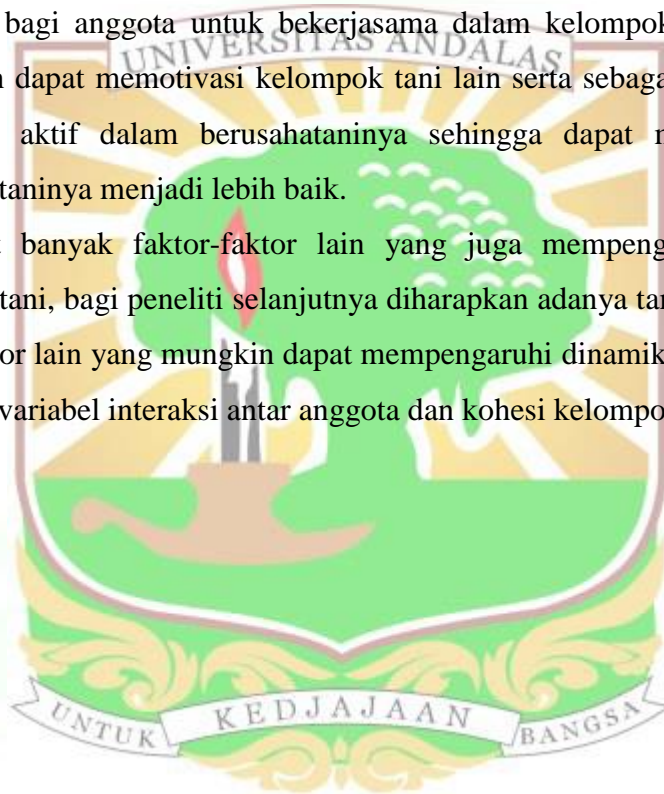 bagi anggota untuk bekerjasama dalam kelompok
UNIVERSITAS ANDALAS
dapat memotivasi kelompok tani lain serta sebaga
aktif dalam berusahataninya sehingga dapat
taninya menjadi lebih baik.
banyak faktor-faktor lain yang juga mempeng
tani, bagi peneliti selanjutnya diharapkan adanya
or lain yang mungkin dapat mempengaruhi dinamik
variabel interaksi antar anggota dan kohesi kelompo
UNTUK KEDJAJAAN BANGSA